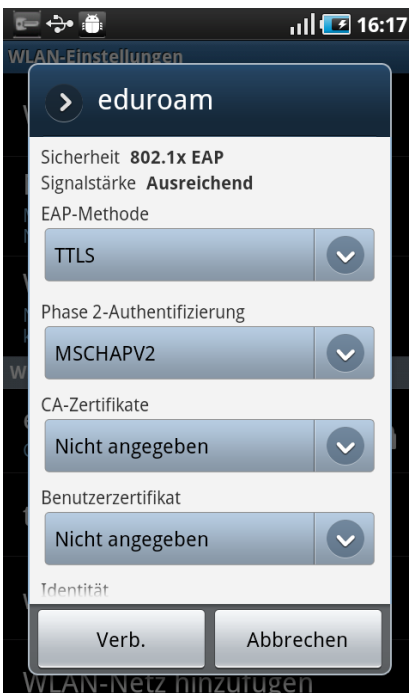 16:17
WLAN-Einstellungen
eduroam
Sicherheit 802.1x EAP
Signalstärke Ausreichend
EAP-Methode
TTLS
Phase 2-Authentifizierung
MSCHAPV2
CA-Zertifikate
Nicht angegeben
Benutzerzertifikat
Nicht angegeben
Identität
Verb.
Abbrechen
WLAN-Netz hinzufügen